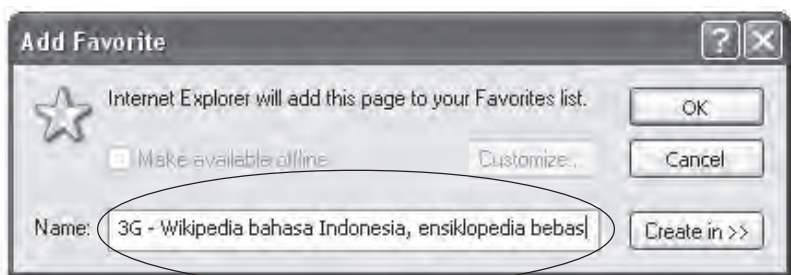 Add Favorite
Internet Explorer will add this page to your Favorites list.
OK
Make available offline
Customize...
Cancel
Name:
3G - Wikipedia bahasa Indonesia, ensiklopedia bebas
Create in >>